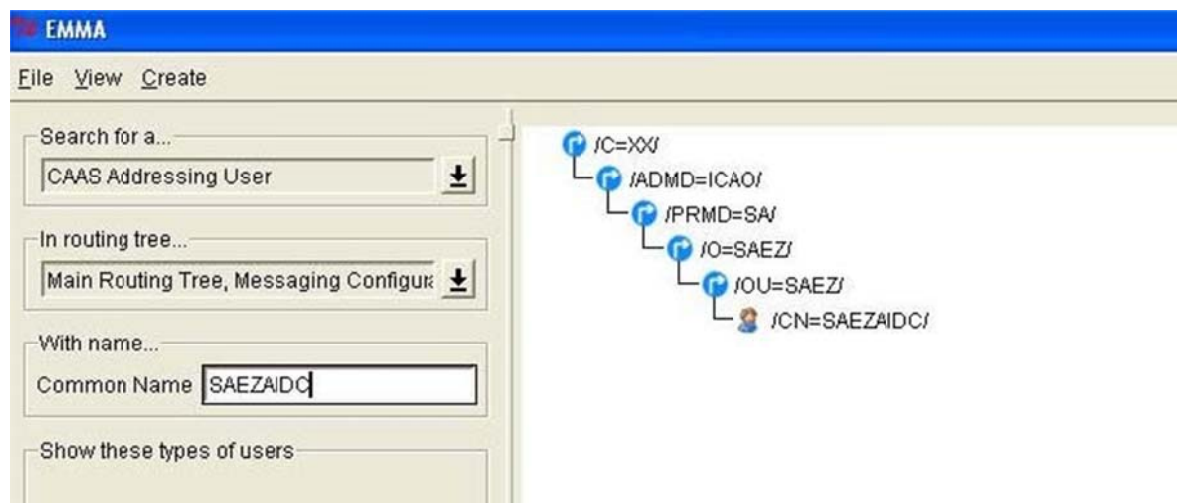 EMMA
File View Create
Search for a...
CAAS Addressing User
In routing tree...
Main Routing Tree, Messaging Configur
With name...
Common Name SAEZAIDC
Show these types of users
/C=XX/
/ADMD=ICAO/
/PRMD=SA/
/O=SAEZ/
/OU=SAEZ/
/CN=SAEZAIDC/